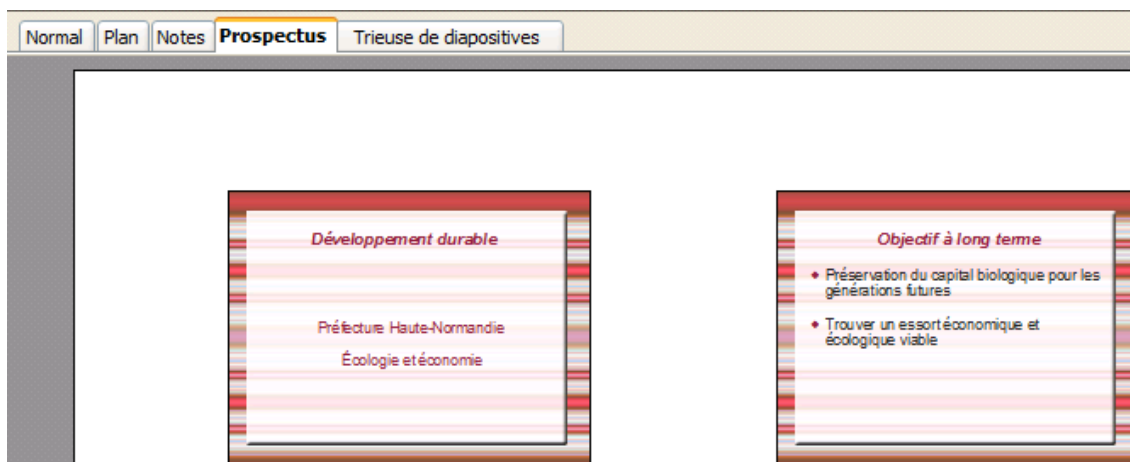 Normal Plan Notes Prospectus Trieuse de diapositives
Développement durable
Préfecture Haute-Normandie
Écologie et économie
Objectif à long terme
Préservation du capital biologique pour les
générations futures
Trouver un essort économique et
écologique viable